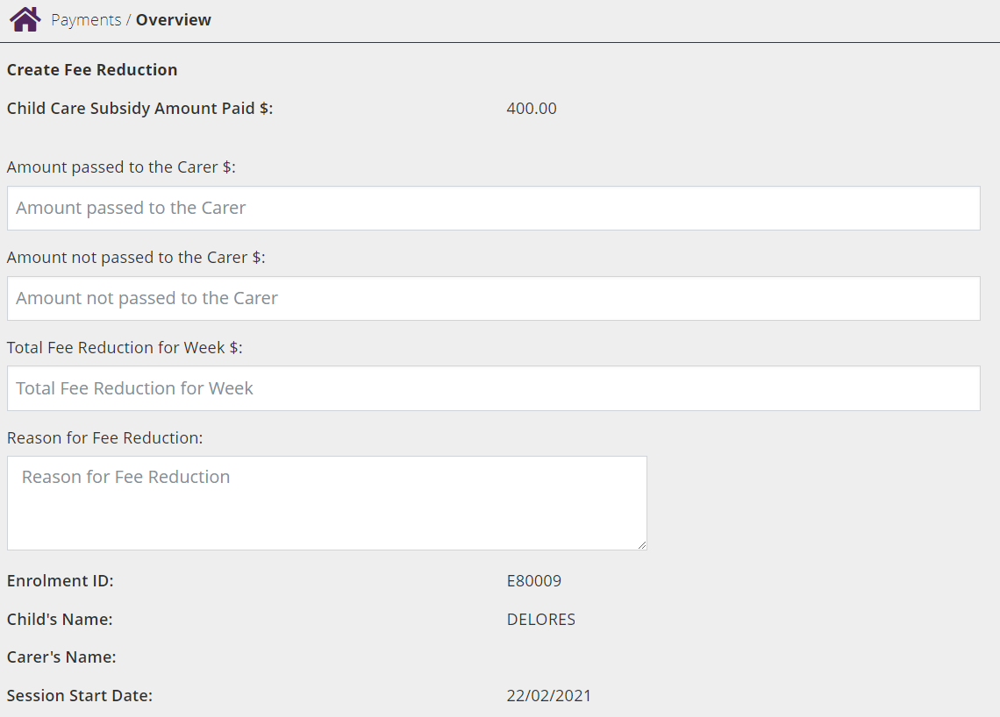 Payments / Overview
Create Fee Reduction
Child Care Subsidy Amount Paid $: 400.00
Amount passed to the Carer $:
Amount passed to the Carer
Amount not passed to the Carer $:
Amount not passed to the Carer
Total Fee Reduction for Week $:
Total Fee Reduction for Week
Reason for Fee Reduction:
Reason for Fee Reduction
Enrolment ID: E80009
Child's Name: DELORES
Carer's Name:
Session Start Date: 22/02/2021